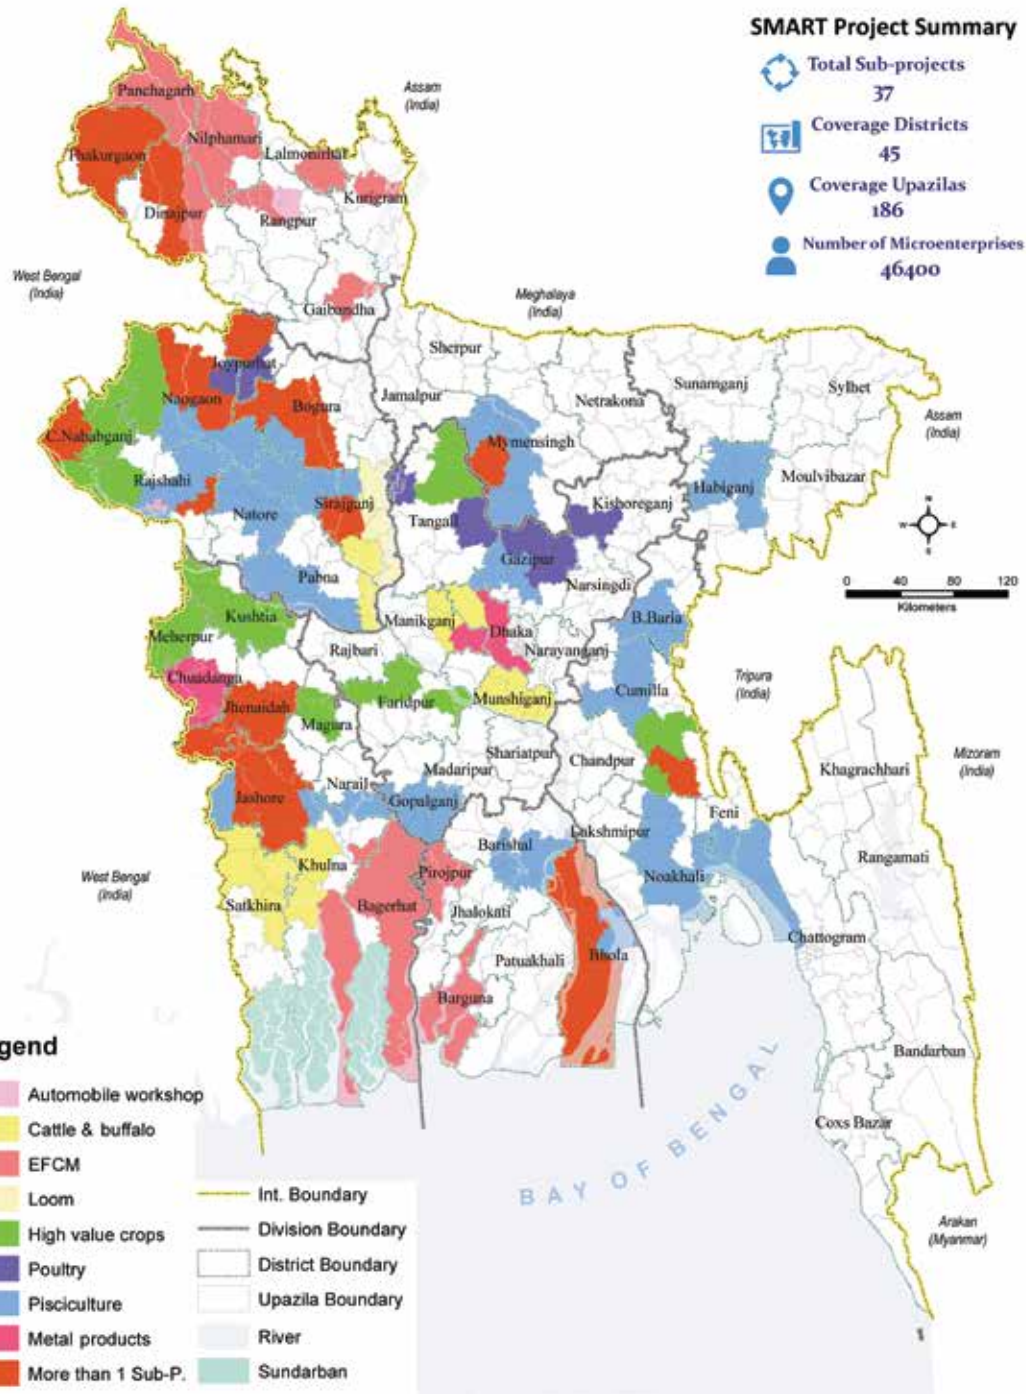 SMART Project Summary
Total Sub-projects
37
Coverage Districts
45
Coverage Upazilas
186
Number of Microenterprises
46400
Assam
(India)
Panchagarh
Nilphamari
Lalmonirhat
Thakurgaon
Kurigram
Dinajpur
Rangpur
West Bengal
(India)
Meghalaya
(India)
Gaibandha
Sherpur
Joypurhat
Sunamganj
Sylhet
Jamalpur
Netrakona
Naogaon
Bogura
Assam
(India)
C.Nababganj
Mymensingh
Moulvibazar
Rajshahi
Habiganj
Sirajganj
Kishoreganj
Natore
Tangail
N
W
E
S
Gazipur
Pabna
Narsingdi
0 40 80 120
Kilometers
Kushtia
Manikganj
B.Baria
Meherpur
Dhaka
Rajbari
Narayanganj
Chuadanga
Tripura
(India)
Cumilla
Jhenaidah
Faridpur
Munshiganj
Magura
Shariatpur
Chandpur
Mizoram
(India)
Madaripur
Khagrachhari
Narail
Jashore
Gopalganj
Feni
Lakshmipur
Barishal
Rangamati
Khulna
Pirojpur
West Bengal
(India)
Noakhali
Satkhira
Bagerhat
Jhalokati
Chattogram
Patuakhali
Bhola
Barguna
Bandarban
Coxs Bazar
BAY OF BENGAL
Arakan
(Myanmar)
gend
Automobile workshop
Cattle & buffalo
EFCM
Loom
High value crops
Poultry
Pisciculture
Metal products
More than 1 Sub-P.
Int. Boundary
Division Boundary
District Boundary
Upazila Boundary
River
Sundarban